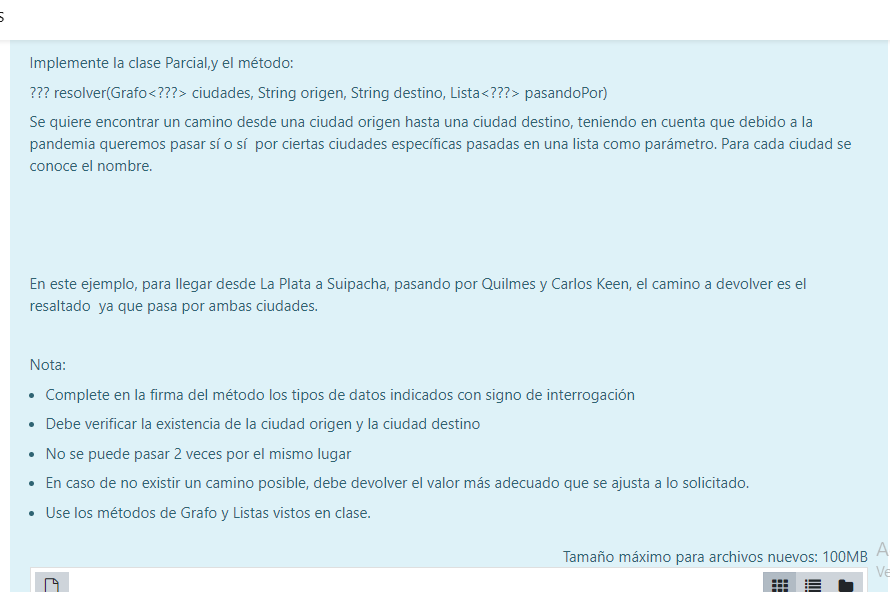 s
Implemente la clase Parcial,y el método:
??? resolver(Grafo<???> ciudades, String origen, String destino, Lista<???> pasandoPor)
Se quiere encontrar un camino desde una ciudad origen hasta una ciudad destino, teniendo en cuenta que debido a la
pandemia queremos pasar sí o sí por ciertas ciudades específicas pasadas en una lista como parámetro. Para cada ciudad se
conoce el nombre.
En este ejemplo, para llegar desde La Plata a Suipacha, pasando por Quilmes y Carlos Keen, el camino a devolver es el
resaltado ya que pasa por ambas ciudades.
Nota:
• Complete en la firma del método los tipos de datos indicados con signo de interrogación
• Debe verificar la existencia de la ciudad origen y la ciudad destino
• No se puede pasar 2 veces por el mismo lugar
• En caso de no existir un camino posible, debe devolver el valor más adecuado que se ajusta a lo solicitado.
• Use los métodos de Grafo y Listas vistos en clase.
Tamaño máximo para archivos nuevos: 100MB
A
Ve